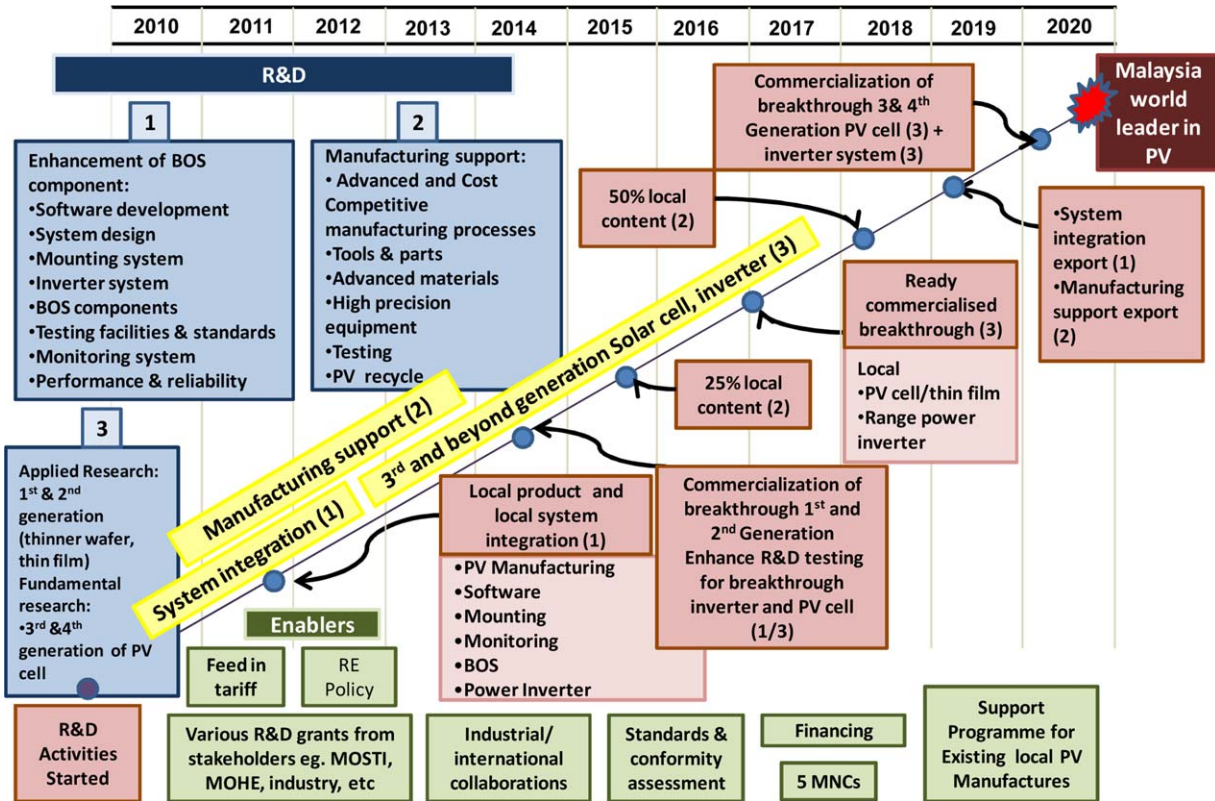 2010 2011 2012 2013 2014 2015 2016 2017 2018 2019 2020
R&D
1
Enhancement of BOS
component:
•Software development
•System design
•Mounting system
•Inverter system
•BOS components
•Testing facilities & standards
•Monitoring system
•Performance & reliability
2
Manufacturing support:
• Advanced and Cost
Competitive
manufacturing processes
• Tools & parts
• Advanced materials
• High precision
equipment
• Testing
• PV recycle
3
Applied Research:
1st & 2nd
generation
(thinner wafer,
thin film)
Fundamental
research:
•3rd &4th
generation of PV
cell
R&D
Activities
Started
System integration (1)
Manufacturing support (2)
3rd and beyond generation Solar cell, inverter (3)
Commercialization of
breakthrough 3& 4th
Generation PV cell (3) +
inverter system (3)
Malaysia
world
leader in
PV
50% local
content (2)
•System
integration
export (1)
•Manufacturing
support export
(2)
Ready
commercialised
breakthrough (3)
Local
•PV cell/thin film
•Range power
inverter
25% local
content (2)
Local product and
local system
integration (1)
•PV Manufacturing
•Software
•Mounting
•Monitoring
•BOS
•Power Inverter
Commercialization of
breakthrough 1st and
2nd Generation
Enhance R&D testing
for breakthrough
inverter and PV cell
(1/3)
Enablers
Feed in
tariff
RE
Policy
Various R&D grants from
stakeholders eg. MOSTI,
MOHE, industry, etc
Industrial/
international
collaborations
Standards &
conformity
assessment
Financing
5 MNCs
Support
Programme for
Existing local PV
Manufactures